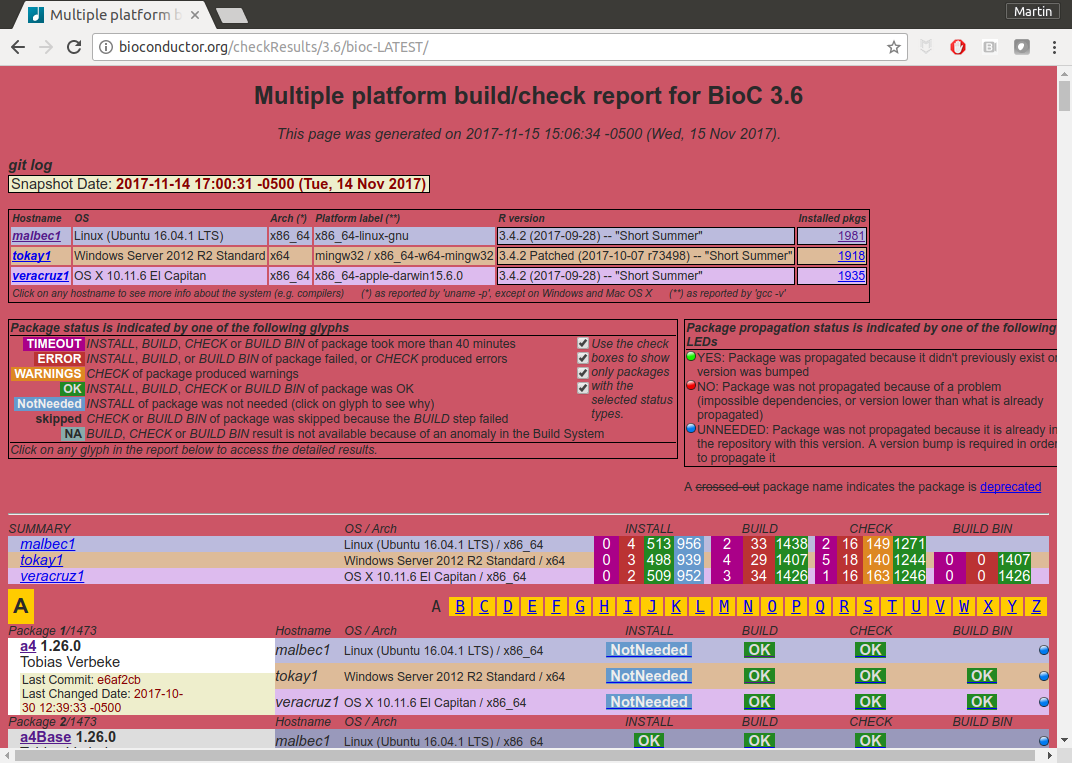 Martin
Multiple platform b
bioconductor.org/checkResults/3.6/bioc-LATEST/
Multiple platform build/check report for BioC 3.6
This page was generated on 2017-11-15 15:06:34 -0500 (Wed, 15 Nov 2017).
git log
Snapshot Date: 2017-11-14 17:00:31 -0500 (Tue, 14 Nov 2017)
Hostname OS Arch (*) Platform label (**) R version Installed pkgs
malbec1 Linux (Ubuntu 16.04.1 LTS) x86_64 x86_64-linux-gnu 3.4.2 (2017-09-28) -- "Short Summer" 1981
tokay1 Windows Server 2012 R2 Standard x64 mingw32 / x86_64-w64-mingw32 3.4.2 Patched (2017-10-07 r73498) -- "Short Summer" 1918
veracruz1 OS X 10.11.6 El Capitan x86_64 x86_64-apple-darwin15.6.0 3.4.2 (2017-09-28) -- "Short Summer" 1935
Click on any hostname to see more info about the system (e.g. compilers) (*) as reported by 'uname -p', except on Windows and Mac OS X (**) as reported by 'gcc -v'
Package status is indicated by one of the following glyphs
TIMEOUT INSTALL, BUILD, CHECK or BUILD BIN of package took more than 40 minutes
ERROR INSTALL, BUILD, or BUILD BIN of package failed, or CHECK produced errors
WARNINGS CHECK of package produced warnings
OK INSTALL, BUILD, CHECK or BUILD BIN of package was OK
NotNeeded INSTALL of package was not needed (click on glyph to see why)
skipped CHECK or BUILD BIN of package was skipped because the BUILD step failed
NA BUILD, CHECK or BUILD BIN result is not available because of an anomaly in the Build System
Click on any glyph in the report below to access the detailed results.
Use the check
boxes to show
only packages
with the
selected status
types.
Package propagation status is indicated by one of the following
LEDs
YES: Package was propagated because it didn't previously exist or
version was bumped
NO: Package was not propagated because of a problem
(impossible dependencies, or version lower than what is already
propagated)
UNNEEDED: Package was not propagated because it is already in
the repository with this version. A version bump is required in order
to propagate it
A crossed-out package name indicates the package is deprecated
SUMMARY OS / Arch INSTALL BUILD CHECK BUILD BIN
malbec1 Linux (Ubuntu 16.04.1 LTS) / x86_64 0 4 513 956 2 33 1438 2 16 149 1271
tokay1 Windows Server 2012 R2 Standard / x64 0 3 498 939 4 29 1407 5 18 140 1244 0 0 1407
veracruz1 OS X 10.11.6 El Capitan / x86_64 0 2 509 952 3 34 1426 1 16 163 1246 0 0 1426
A A B C D E F G H I J K L M N O P Q R S T U V W X Y Z
Package 1/1473 Hostname OS / Arch INSTALL BUILD CHECK BUILD BIN
a4 1.26.0
Tobias Verbeke
Last Commit: e6af2cb
Last Changed Date: 2017-10-
30 12:39:33 -0500
malbec1 Linux (Ubuntu 16.04.1 LTS) / x86_64 NotNeeded OK OK
tokay1 Windows Server 2012 R2 Standard / x64 NotNeeded OK OK OK
veracruz1 OS X 10.11.6 El Capitan / x86_64 NotNeeded OK OK OK
Package 2/1473 Hostname OS / Arch INSTALL BUILD CHECK BUILD BIN
a4Base 1.26.0
malbec1 Linux (Ubuntu 16.04.1 LTS) / x86_64 OK OK OK